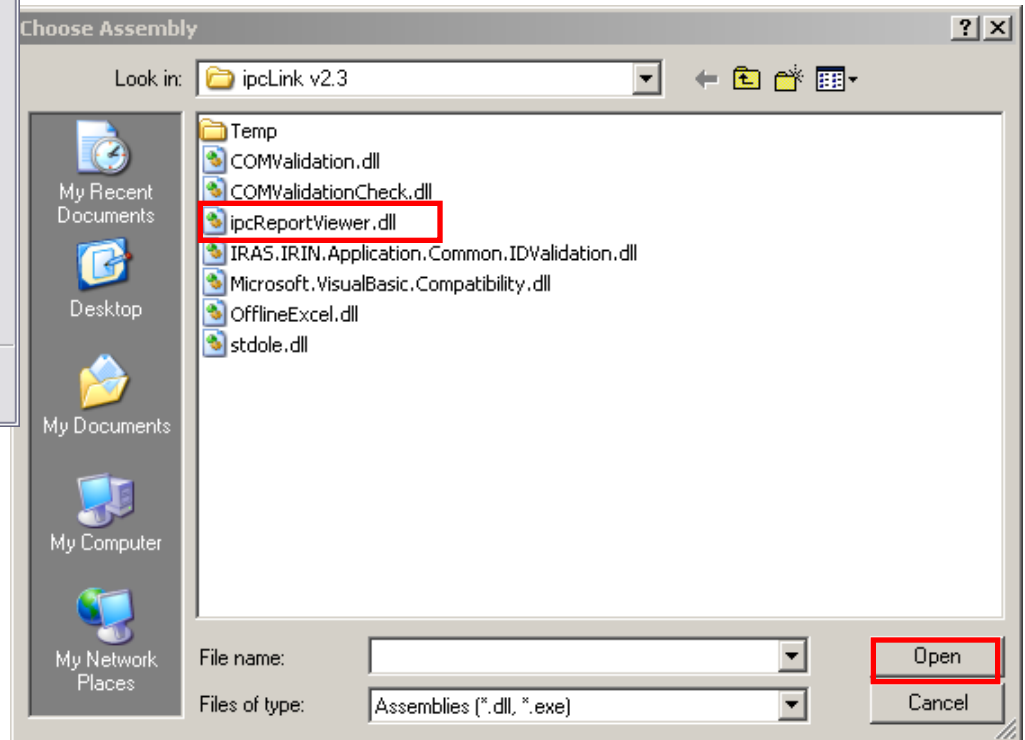 Choose Assembly
Look in:
ipcLink v2.3
My Recent
Documents
Desktop
My Documents
My Computer
My Network
Places
Temp
COMValidation.dll
COMValidationCheck.dll
ipcReportViewer.dll
IRAS.IRIN.Application.Common.IDValidation.dll
Microsoft.VisualBasic.Compatibility.dll
OfflineExcel.dll
stdole.dll
File name:
Open
Files of type:
Assemblies (*.dll, *.exe)
Cancel